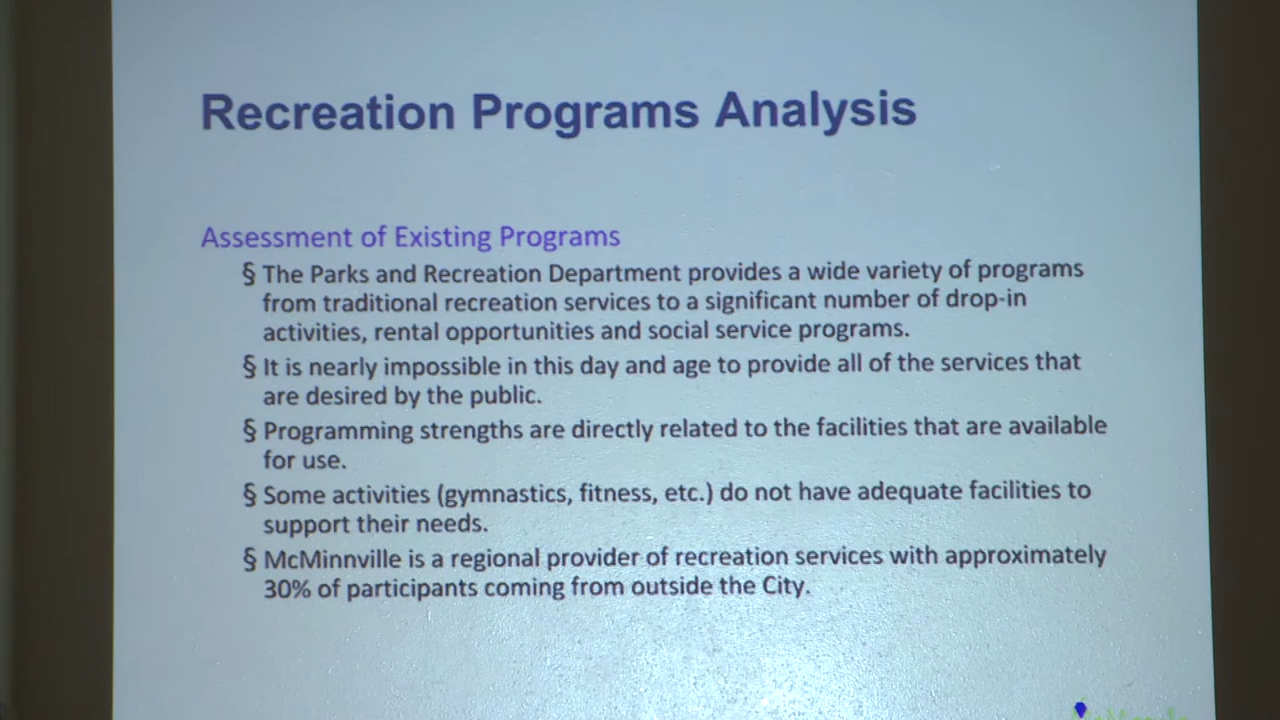 Recreation Programs Analysis
Assessment of Existing Programs
§ The Parks and Recreation Department provides a wide variety of programs
from traditional recreation services to a significant number of drop-in
activities, rental opportunities and social service programs.
§ It is nearly impossible in this day and age to provide all of the services that
are desired by the public.
§ Programming strengths are directly related to the facilities that are available
for use.
§ Some activities (gymnastics, fitness, etc.) do not have adequate facilities to
support their needs.
§ McMinnville is a regional provider of recreation services with approximately
30% of participants coming from outside the City.